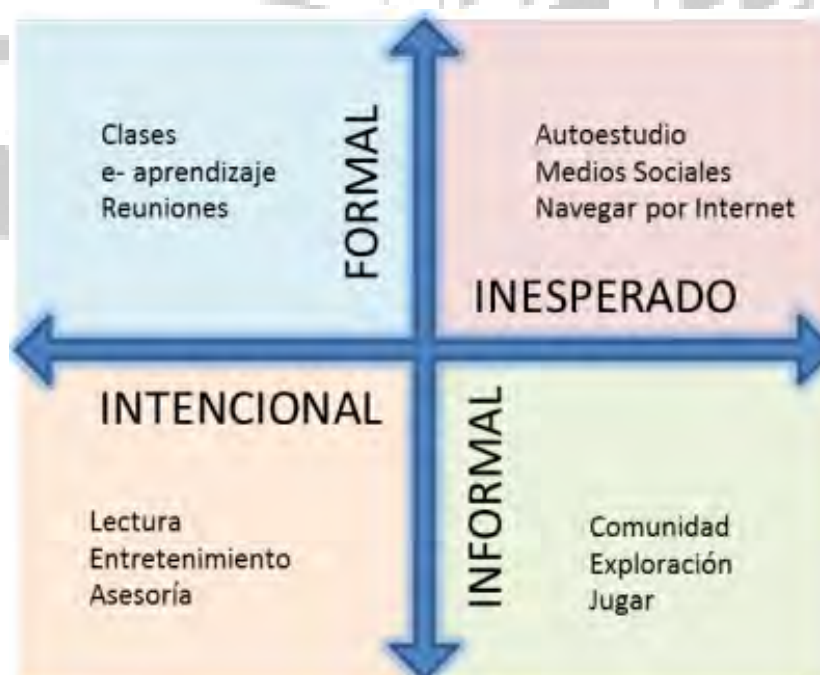 Clases
e- aprendizaje
Reuniones
FORMAL
Autoestudio
Medios Sociales
Navegar por Internet
INESPERADO
INTENCIONAL
INFORMAL
Lectura
Entretenimiento
Asesoría
Comunidad
Exploración
Jugar